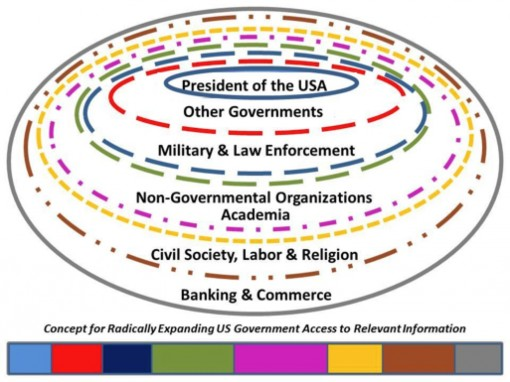 President of the USA
Other Governments
Military & Law Enforcement
Non-Governmental Organizations
Academia
Civil Society, Labor & Religion
Banking & Commerce
Concept for Radically Expanding US Government Access to Relevant Information